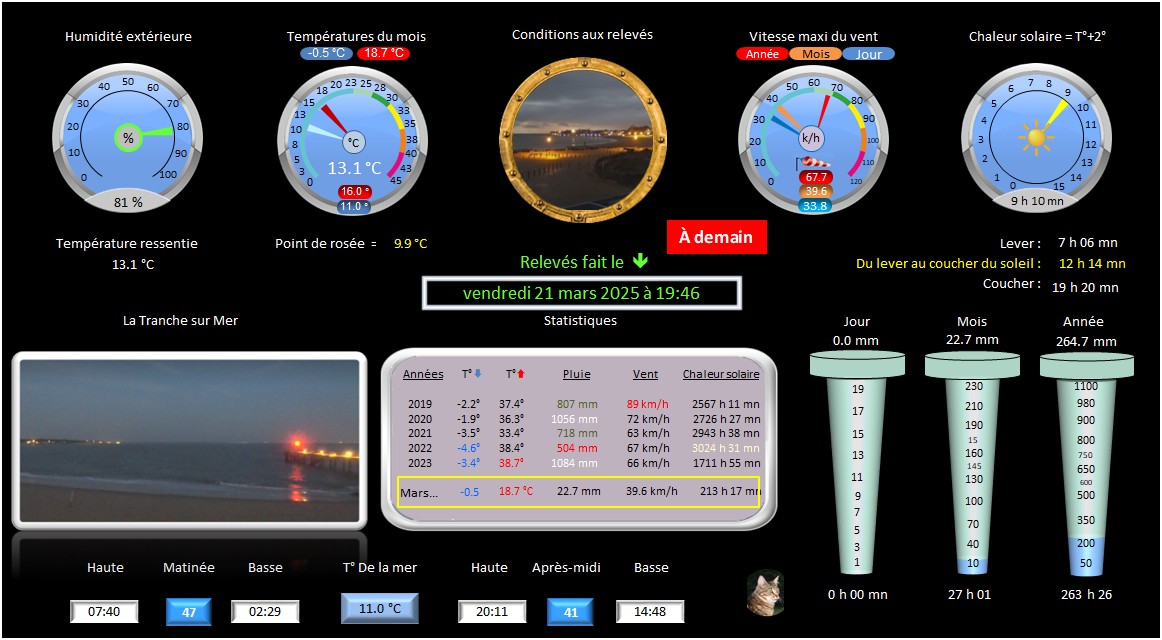 Humidité extérieure
Températures du mois
-0.5 °C 18.7 °C
Conditions aux relevés
Vitesse maxi du vent
Année Mois Jour
Chaleur solaire = T°+2°
0 10 20 30 40 50 60 70 80 90 100
%
81 %
0 3 5 8 10 13 15 18 20 23 25 28 30 33 35 38 40 43 45
°C
13.1 °C
16.0 °
11.0 °
0 10 20 30 40 50 60 70 80 90 100 110 120
k/h
67.7
39.6
33.8
0 1 2 3 4 5 6 7 8 9 10 11 12 13 14 15
9 h 10 mn
Température ressentie
13.1 °C
Point de rosée = 9.9 °C
À demain
Relevés fait le
vendredi 21 mars 2025 à 19:46
Lever : 7 h 06 mn
Du lever au coucher du soleil : 12 h 14 mn
Coucher : 19 h 20 mn
La Tranche sur Mer
Statistiques
Années T° T° Pluie Vent Chaleur solaire
2019 -2.2° 37.4° 807 mm 89 km/h 2567 h 11 mn
2020 -1.9° 36.3° 1056 mm 72 km/h 2726 h 27 mn
2021 -3.5° 33.4° 718 mm 63 km/h 2943 h 38 mn
2022 -4.6° 38.4° 504 mm 67 km/h 3024 h 31 mn
2023 -3.4° 38.7° 1084 mm 66 km/h 1711 h 55 mn
Mars... -0.5 18.7 °C 22.7 mm 39.6 km/h 213 h 17 mn
Jour
0.0 mm
19
17
15
13
11
9
7
5
3
1
0 h 00 mn
Mois
22.7 mm
230
210
190
15
160
145
130
100
70
40
10
27 h 01
Année
264.7 mm
1100
980
900
800
750
650
600
500
350
200
50
263 h 26
Haute Matinée Basse
07:40 47 02:29
T° De la mer
11.0 °C
Haute Après-midi Basse
20:11 41 14:48